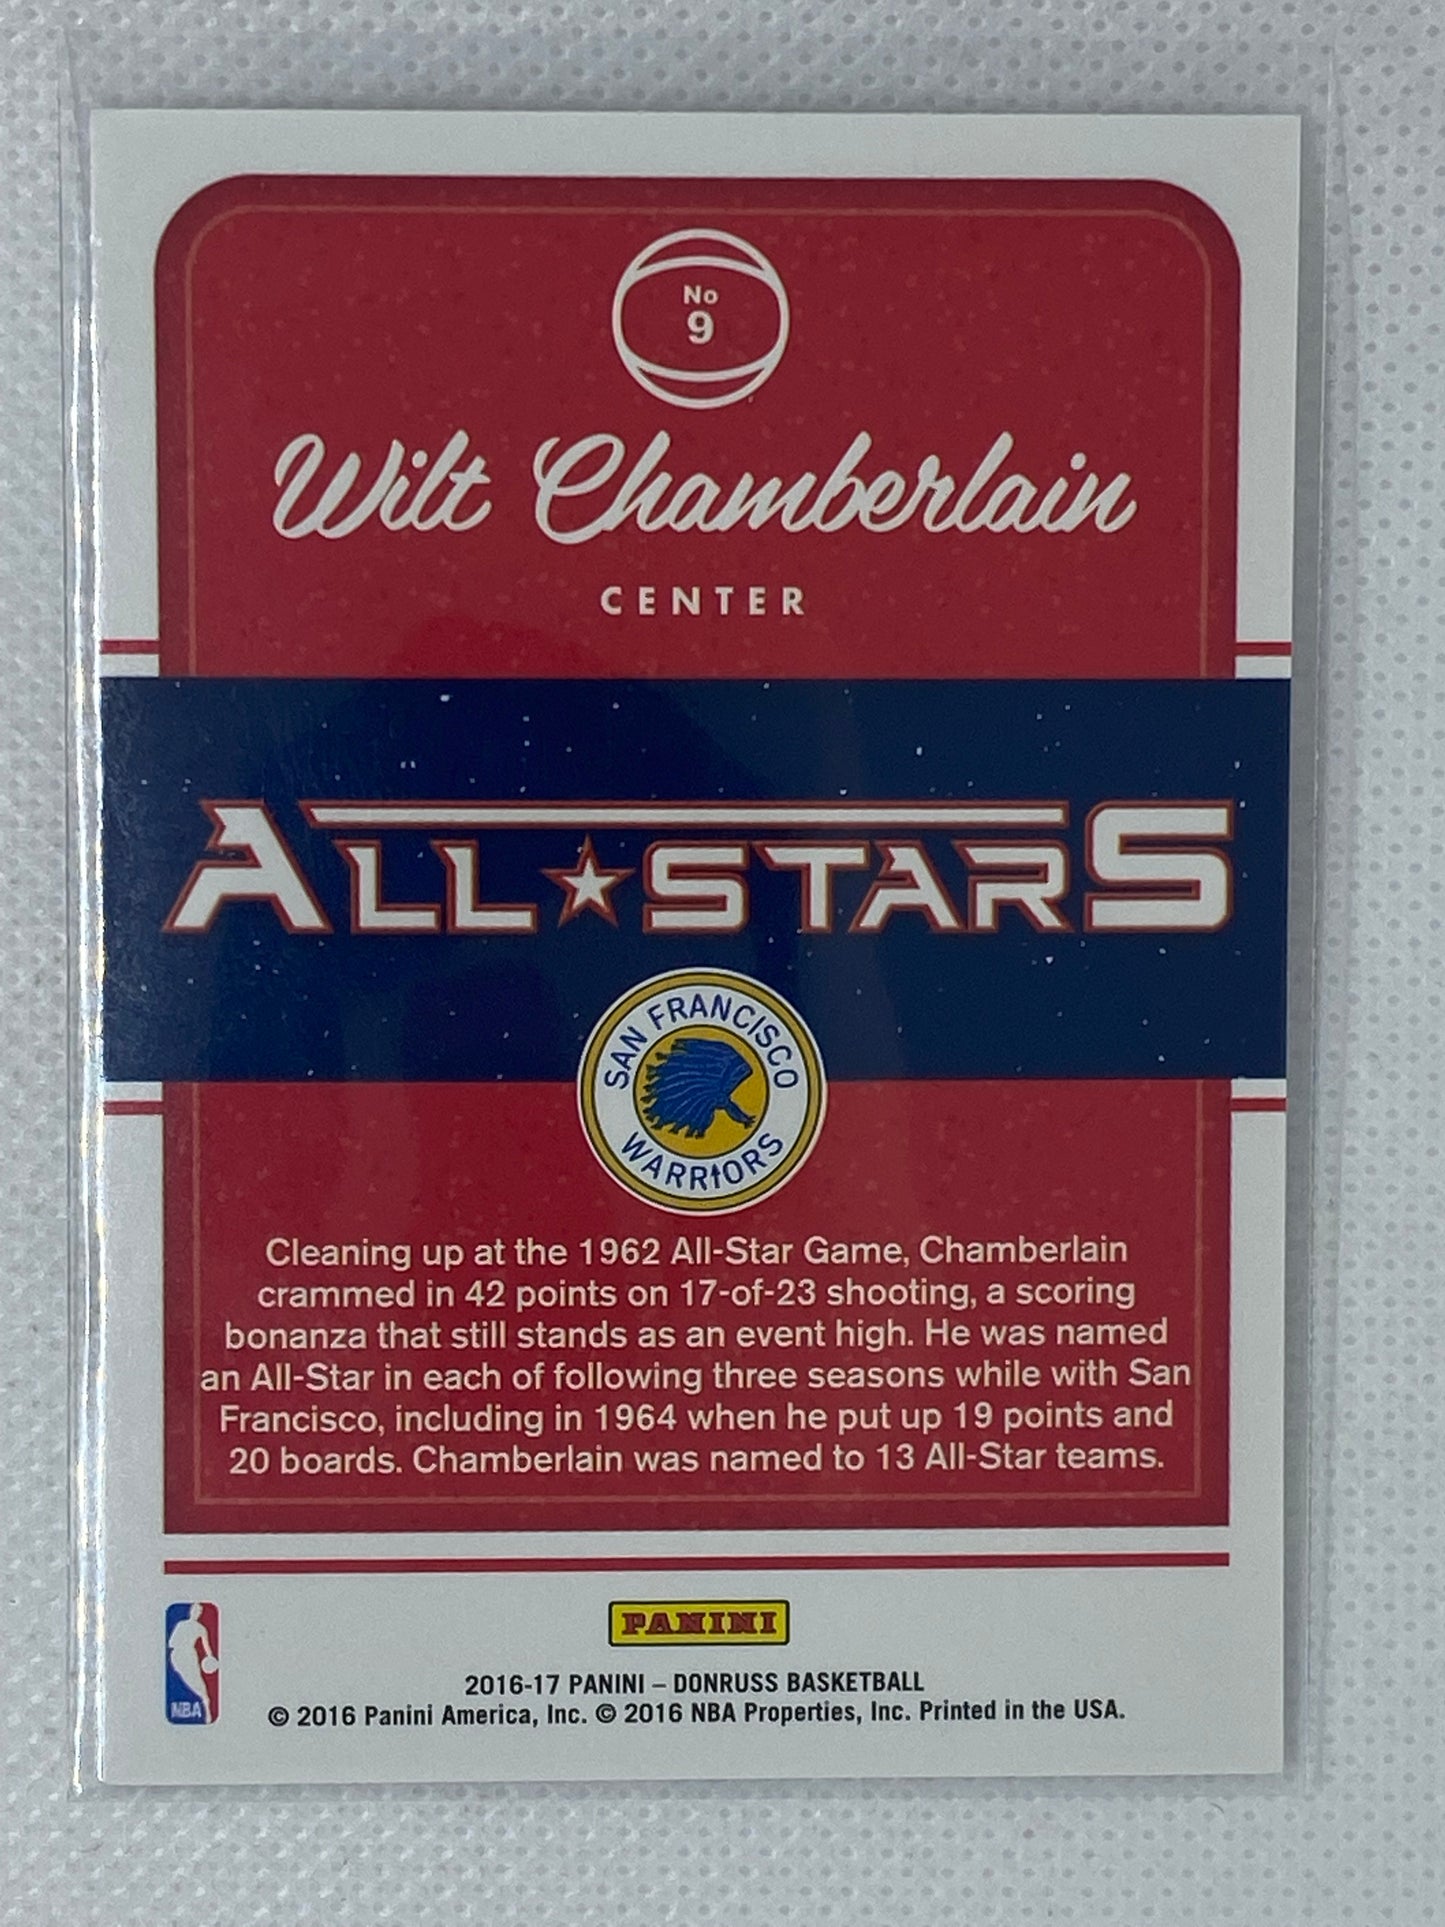 No
9
Wilt Chamberlain
CENTER
ALL★STARS
SAN FRANCISCO
WARRIORS
Cleaning up at the 1962 All-Star Game, Chamberlain
crammed in 42 points on 17-of-23 shooting, a scoring
bonanza that still stands as an event high. He was named
an All-Star in each of following three seasons while with San
Francisco, including in 1964 when he put up 19 points and
20 boards. Chamberlain was named to 13 All-Star teams.
PANINI
NBA
2016-17 PANINI – DONRUSS BASKETBALL
© 2016 Panini America, Inc. © 2016 NBA Properties, Inc. Printed in the USA.